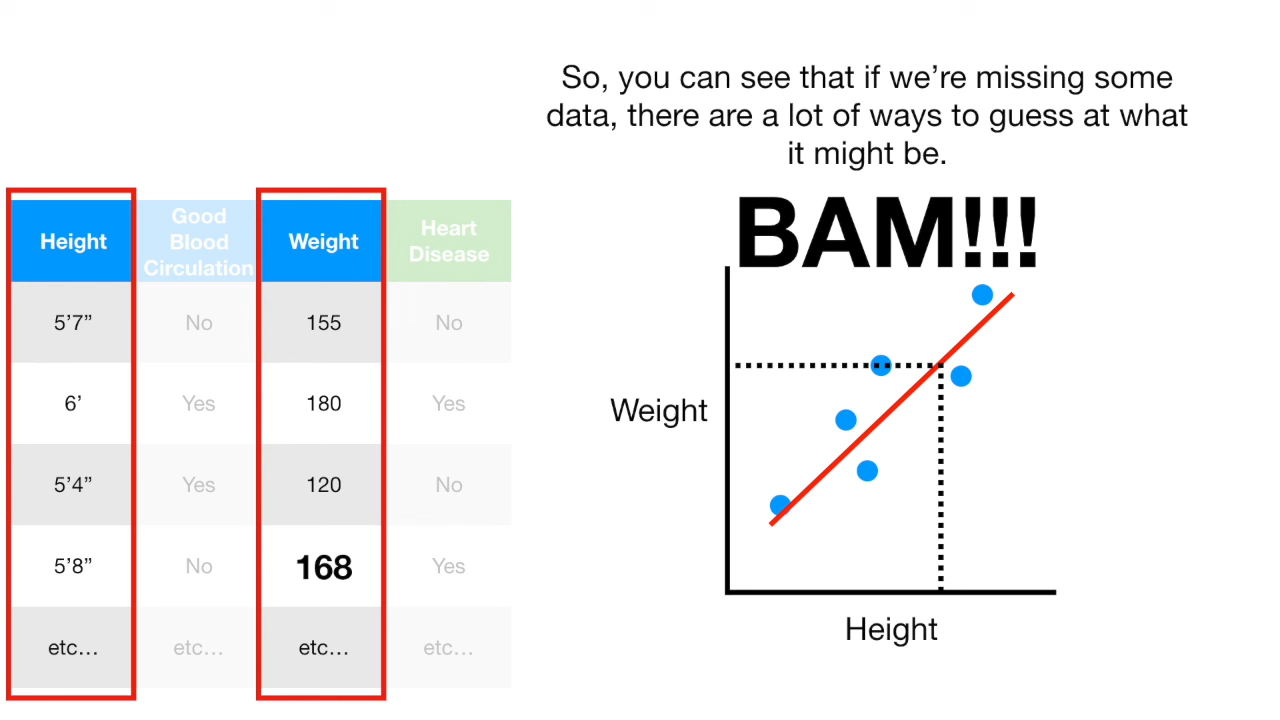 So, you can see that if we’re missing some
data, there are a lot of ways to guess at what
it might be.
BAM!!!
Height
Good
Blood
Circulation
Weight
Heart
Disease
5’7” No 155 No
6’ Yes 180 Yes
5’4” Yes 120 No
5’8” No 168 Yes
etc… etc… etc… etc…
Weight
Height